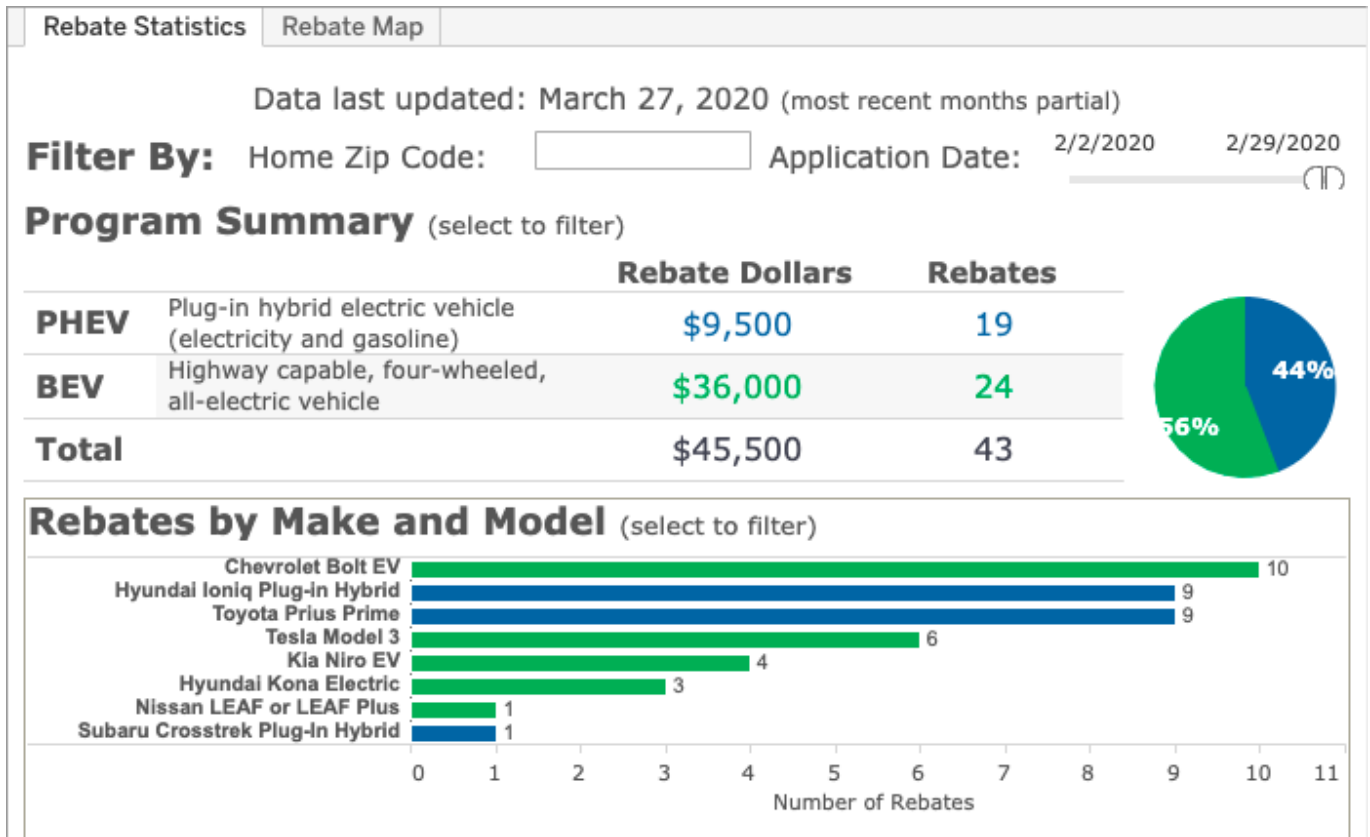 Rebate Statistics Rebate Map
Data last updated: March 27, 2020 (most recent months partial)
Filter By: Home Zip Code: Application Date: 2/2/2020 2/29/2020
Program Summary (select to filter)
Rebate Dollars Rebates
PHEV Plug-in hybrid electric vehicle (electricity and gasoline) $9,500 19
BEV Highway capable, four-wheeled, all-electric vehicle $36,000 24
Total $45,500 43
44%
56%
Rebates by Make and Model (select to filter)
Chevrolet Bolt EV 10
Hyundai Ioniq Plug-in Hybrid 9
Toyota Prius Prime 9
Tesla Model 3 6
Kia Niro EV 4
Hyundai Kona Electric 3
Nissan LEAF or LEAF Plus 1
Subaru Crosstrek Plug-In Hybrid 1
0 1 2 3 4 5 6 7 8 9 10 11
Number of Rebates